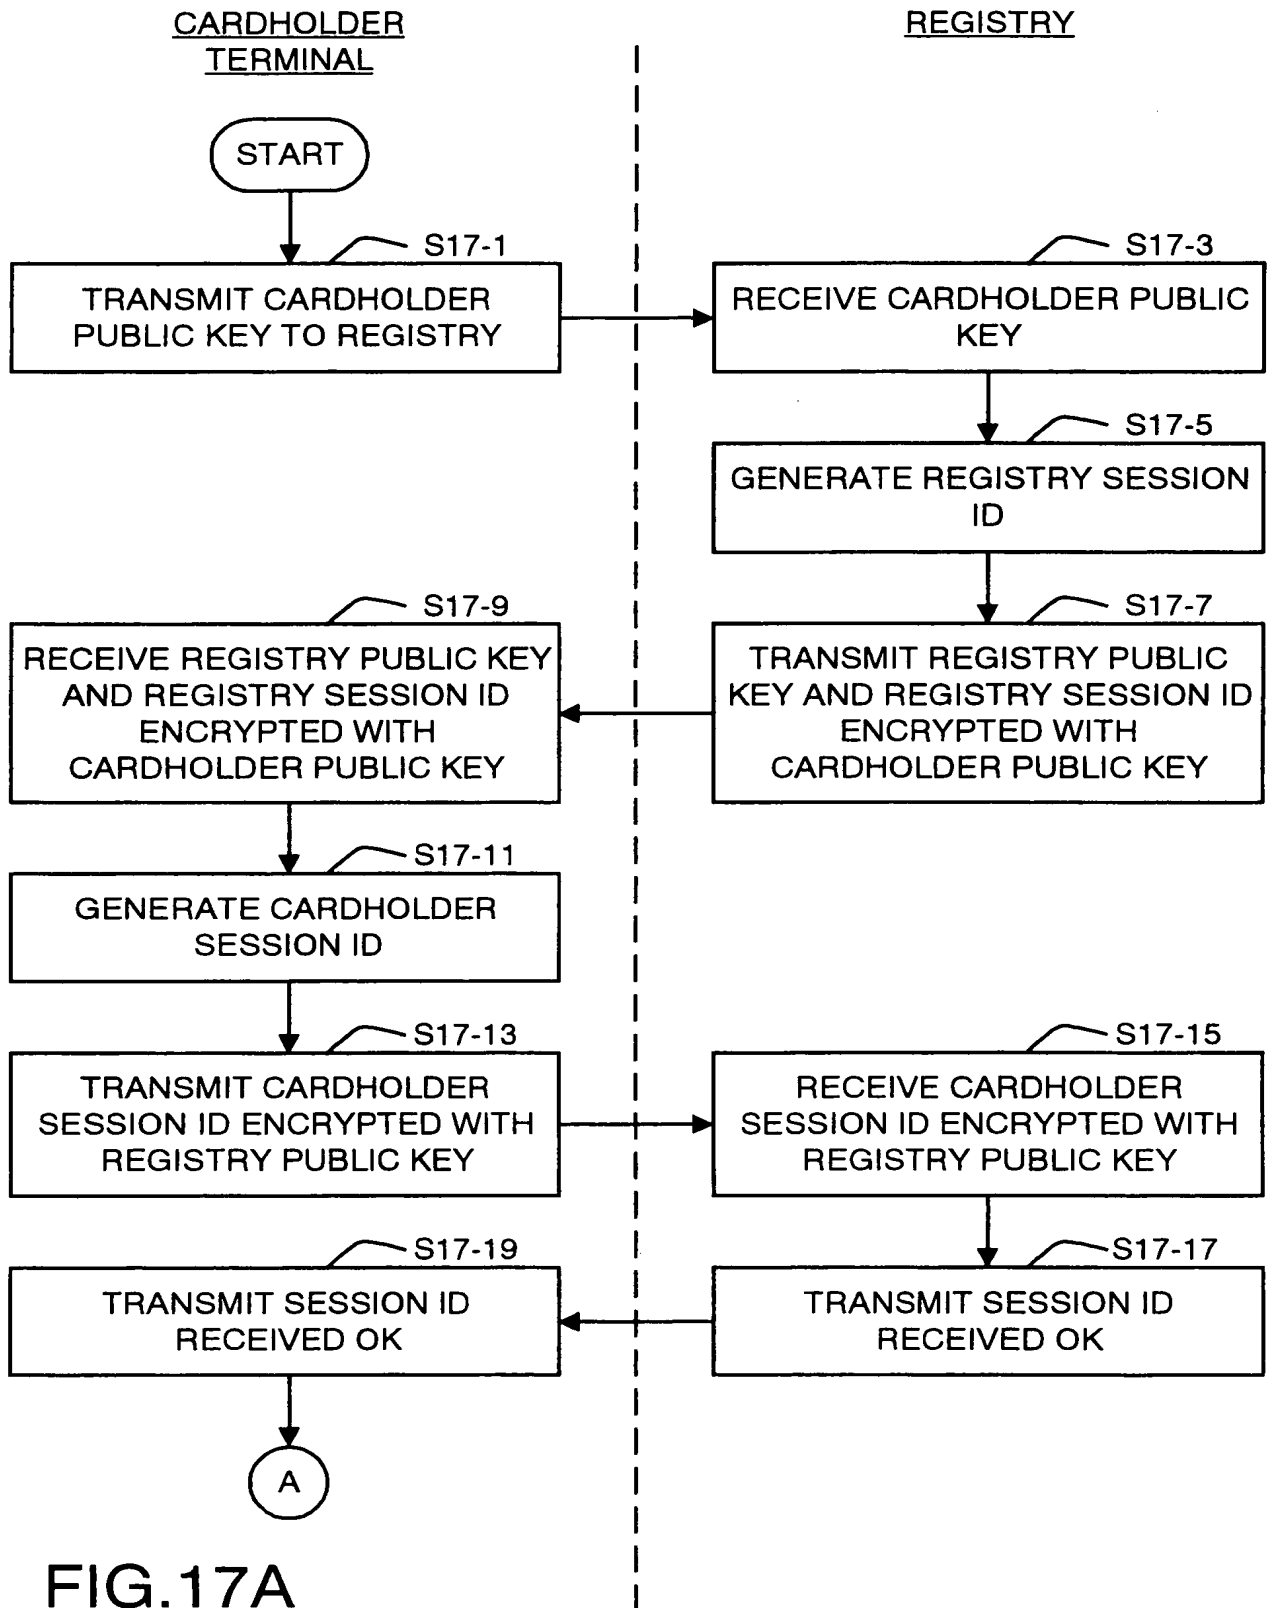 CARDHOLDER
TERMINAL
REGISTRY
START
S17-1
TRANSMIT CARDHOLDER
PUBLIC KEY TO REGISTRY
S17-3
RECEIVE CARDHOLDER PUBLIC
KEY
S17-5
GENERATE REGISTRY SESSION
ID
S17-7
TRANSMIT REGISTRY PUBLIC
KEY AND REGISTRY SESSION ID
ENCRYPTED WITH
CARDHOLDER PUBLIC KEY
S17-9
RECEIVE REGISTRY PUBLIC KEY
AND REGISTRY SESSION ID
ENCRYPTED WITH
CARDHOLDER PUBLIC KEY
S17-11
GENERATE CARDHOLDER
SESSION ID
S17-13
TRANSMIT CARDHOLDER
SESSION ID ENCRYPTED WITH
REGISTRY PUBLIC KEY
S17-15
RECEIVE CARDHOLDER
SESSION ID ENCRYPTED WITH
REGISTRY PUBLIC KEY
S17-17
TRANSMIT SESSION ID
RECEIVED OK
S17-19
TRANSMIT SESSION ID
RECEIVED OK
A
FIG.17A